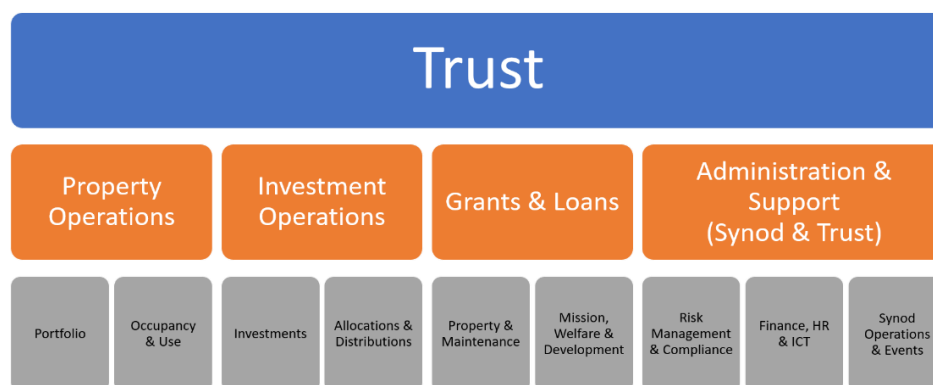 Trust
Property
Operations
Investment
Operations
Grants & Loans
Administration &
Support
(Synod & Trust)
Portfolio
Occupancy
& Use
Investments
Allocations &
Distributions
Property &
Maintenance
Mission,
Welfare &
Development
Risk
Management
& Compliance
Finance, HR
& ICT
Synod
Operations
& Events